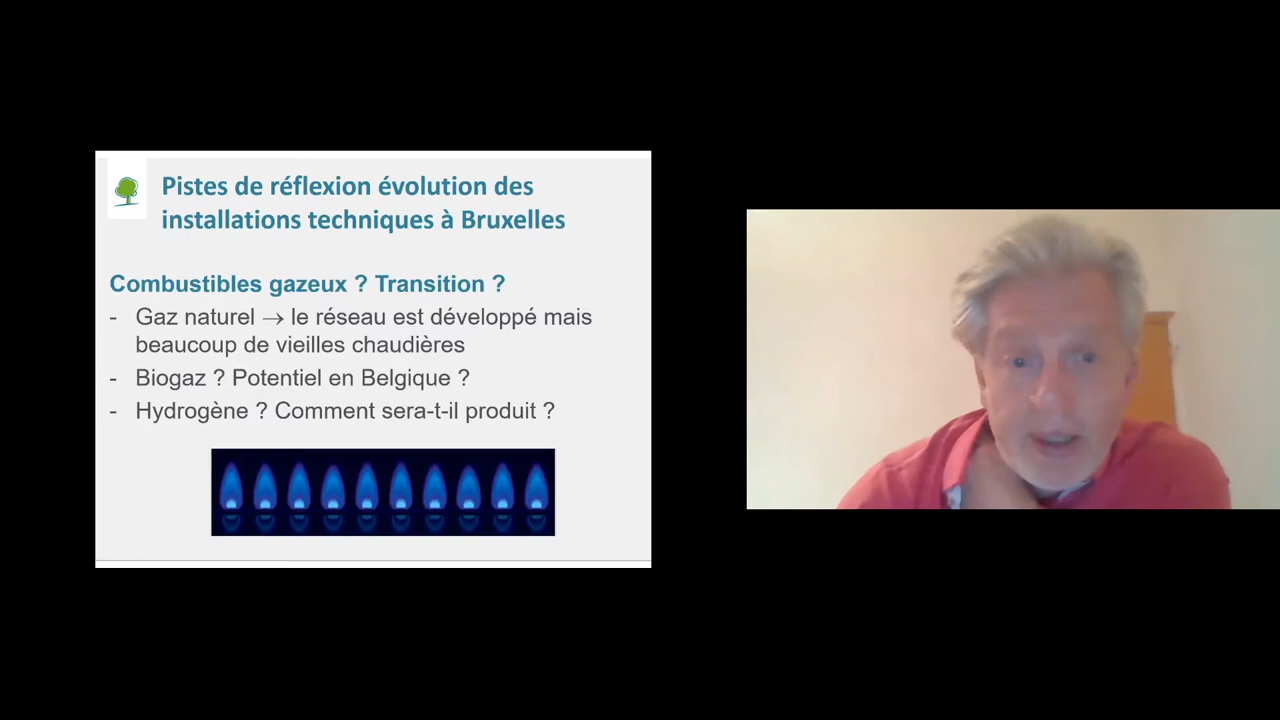 Pistes de réflexion évolution des
installations techniques à Bruxelles
Combustibles gazeux ? Transition ?
- Gaz naturel → le réseau est développé mais
beaucoup de vieilles chaudières
- Biogaz ? Potentiel en Belgique ?
- Hydrogène ? Comment sera-t-il produit ?